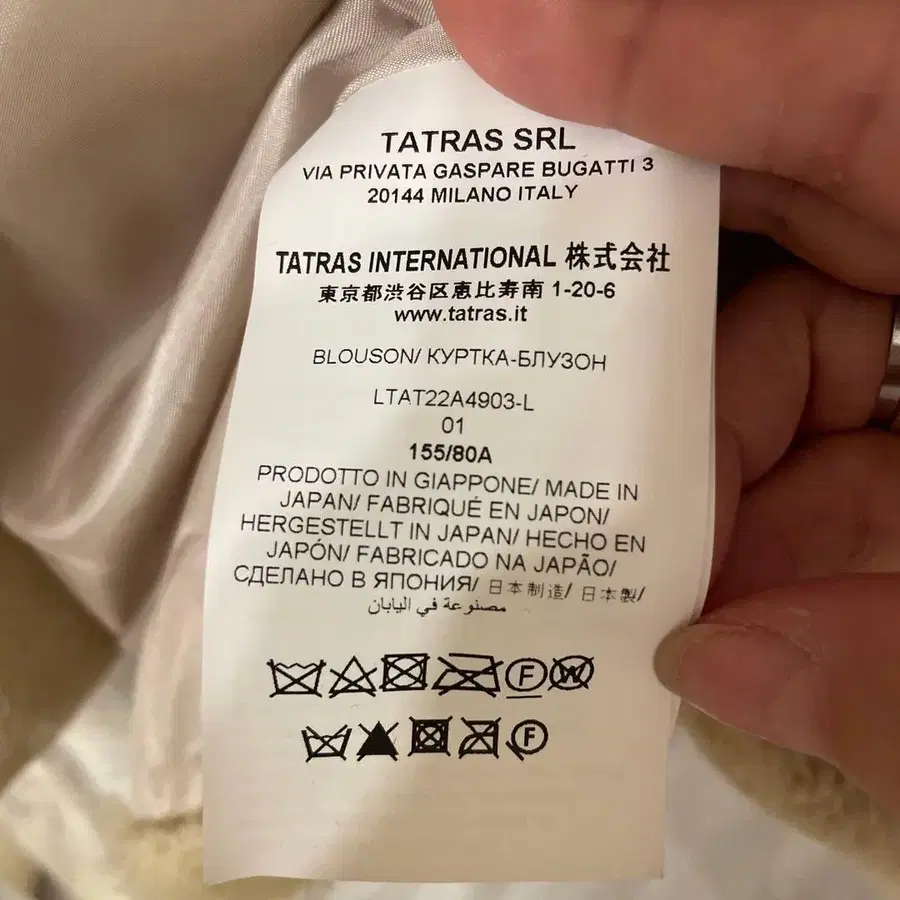 TATRAS SRL
VIA PRIVATA GASPARE BUGATTI 3
20144 MILANO ITALY
TATRAS INTERNATIONAL 株式会社
東京都渋谷区恵比寿南 1-20-6
www.tatras.it
BLOUSON/ КУРТКА-БЛУЗОН
LTAT22A4903-L
01
155/80A
PRODOTTO IN GIAPPONE/ MADE IN
JAPAN/ FABRIQUÉ EN JAPON/
HERGESTELLT IN JAPAN/ HECHO EN
JAPÓN/ FABRICADO NA JAPÃO/
СДЕЛАНО В ЯПОНИЯ/ 日本制造/ 日本製/
مصنوعة في اليابان
F W
F